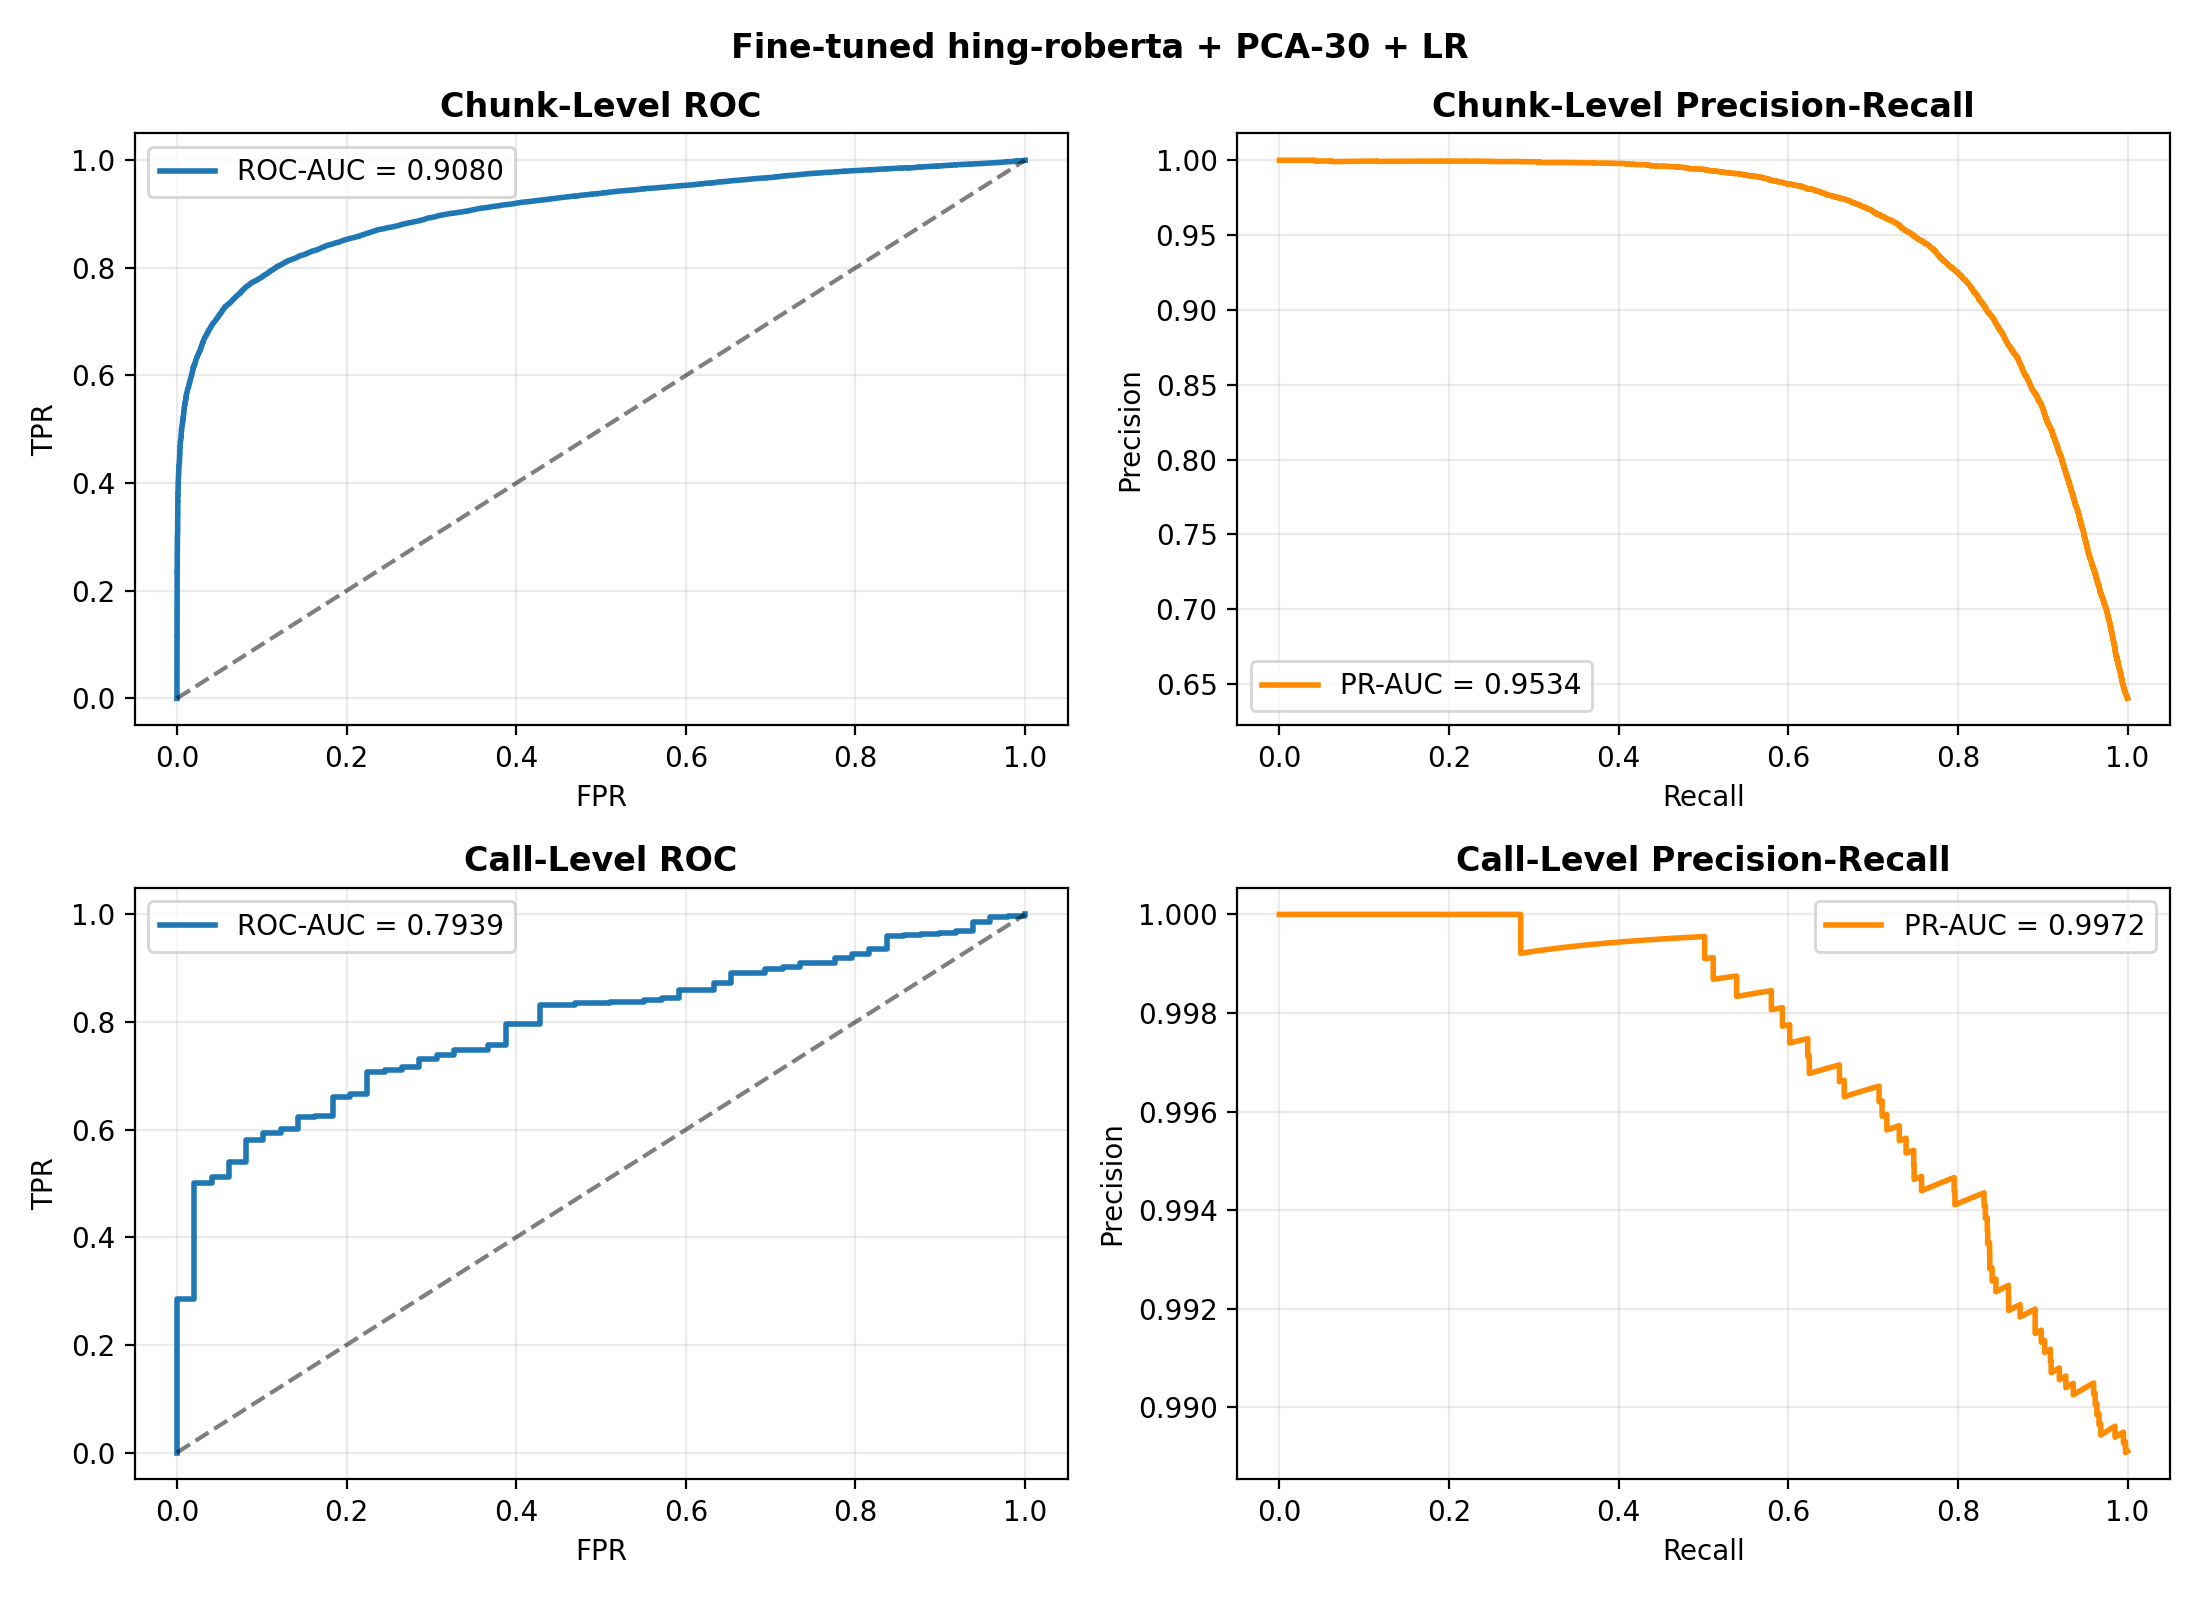 Fine-tuned hing-roberta + PCA-30 + LR
Chunk-Level ROC
ROC-AUC = 0.9080
1.0
0.8
0.6
0.4
0.2
0.0
TPR
0.0 0.2 0.4 0.6 0.8 1.0
FPR
Chunk-Level Precision-Recall
1.00
0.95
0.90
0.85
0.80
0.75
0.70
0.65
Precision
PR-AUC = 0.9534
0.0 0.2 0.4 0.6 0.8 1.0
Recall
Call-Level ROC
ROC-AUC = 0.7939
1.0
0.8
0.6
0.4
0.2
0.0
TPR
0.0 0.2 0.4 0.6 0.8 1.0
FPR
Call-Level Precision-Recall
PR-AUC = 0.9972
1.000
0.998
0.996
0.994
0.992
0.990
Precision
0.0 0.2 0.4 0.6 0.8 1.0
Recall